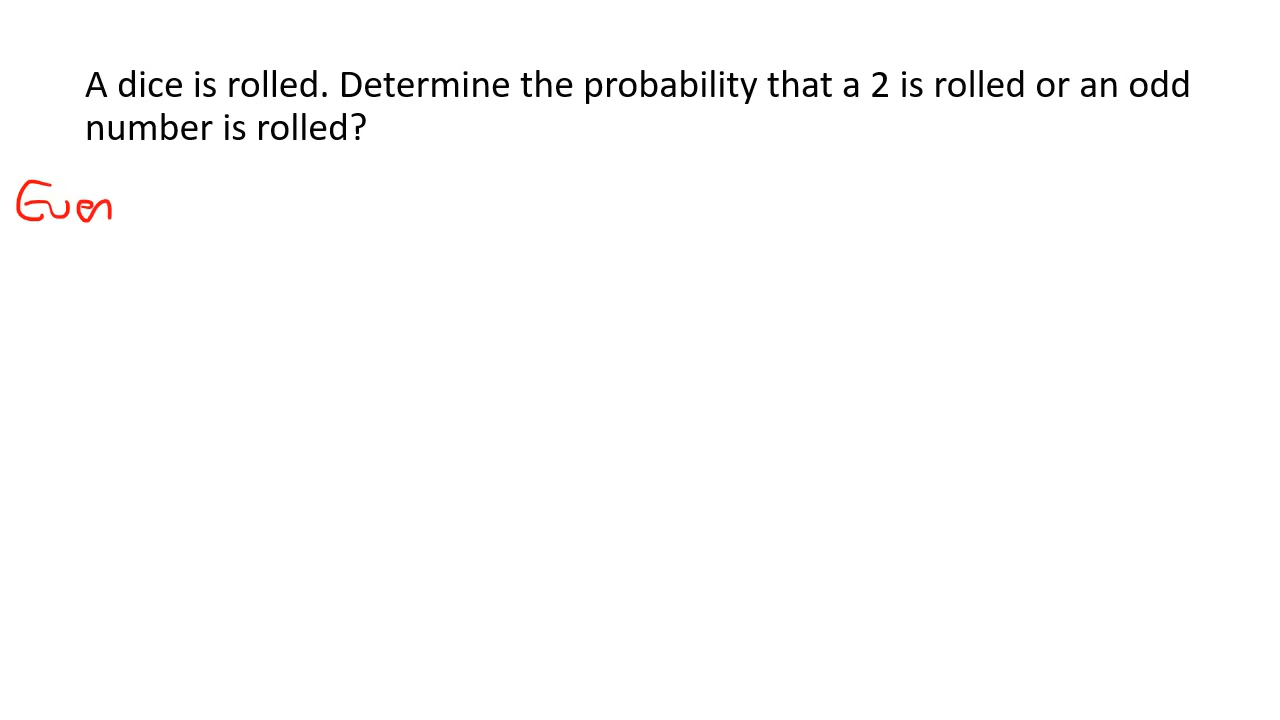 A dice is rolled. Determine the probability that a 2 is rolled or an odd
number is rolled?
Even